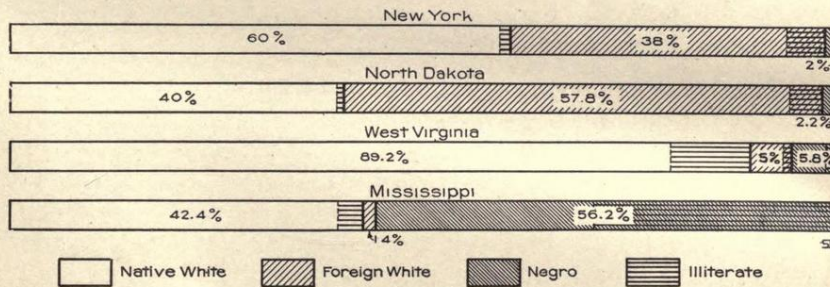 New York
60% 38%
2%
North Dakota
40% 57.8%
2.2%
West Virginia
89.2% 5% 5.8%
Mississippi
42.4% 56.2%
1.4%
Native White Foreign White Negro Illiterate